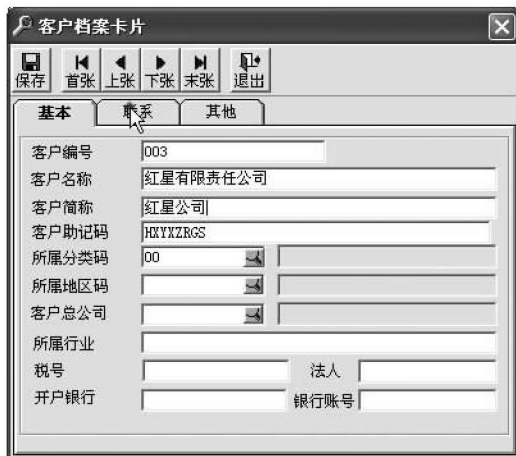 客户档案卡片
保存 首张 上张 下张 末张 退出
基本 联系 其他
客户编号 003
客户名称 红星有限责任公司
客户简称 红星公司
客户助记码 HXYXZRGS
所属分类码 00
所属地区码
客户总公司
所属行业
税号 法人
开户银行 银行账号